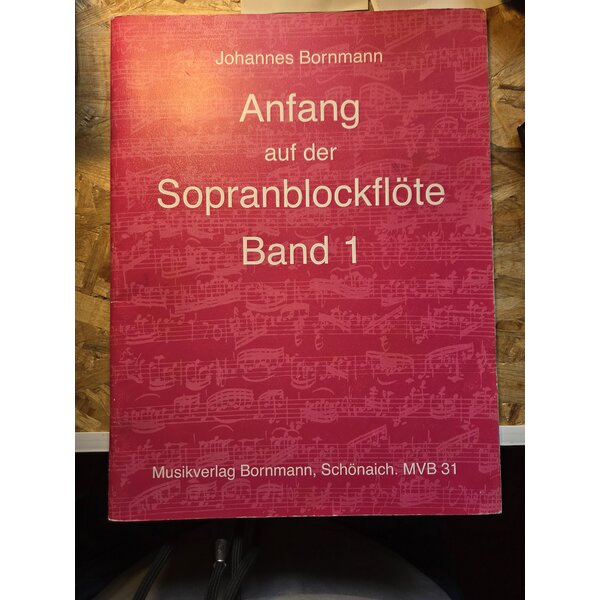 Johannes Bornmann
Anfang
auf der
Sopranblockflöte
Band 1
Musikverlag Bornmann, Schönaich. MVB 31